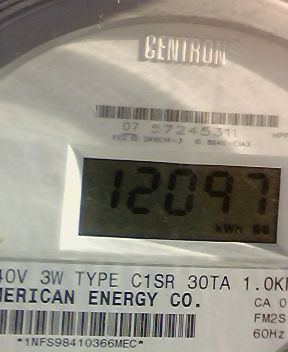 CENTRON
07 57245311
12097
kWh
40V 3W TYPE C1SR 30TA 1.0K
MERICAN ENERGY CO.
CA 0
FM2S
60Hz
*1NFS98410366MEC*